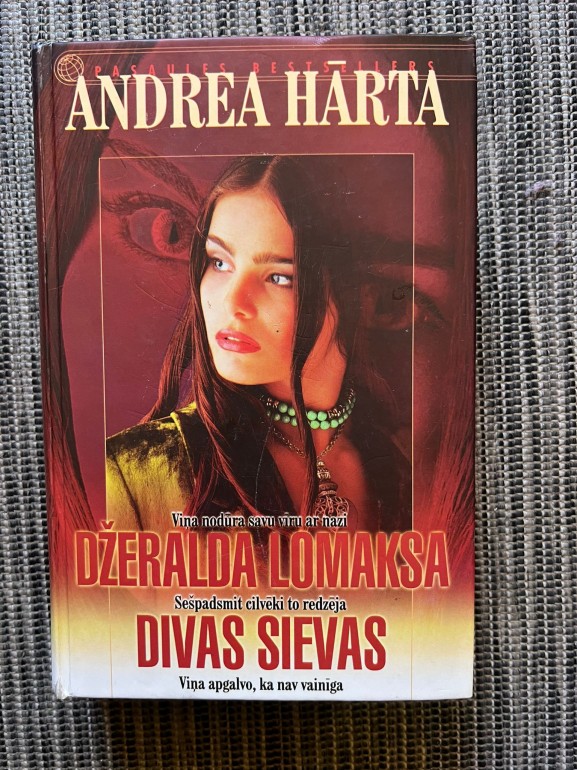 PASAULES BESTSELLERS
ANDREA HĀRTA
Viņa nodūra savu vīru ar nazi
DŽERALDA LOMAKSA
Sešpadsmit cilvēki to redzēja
DIVAS SIEVAS
Viņa apgalvo, ka nav vainīga